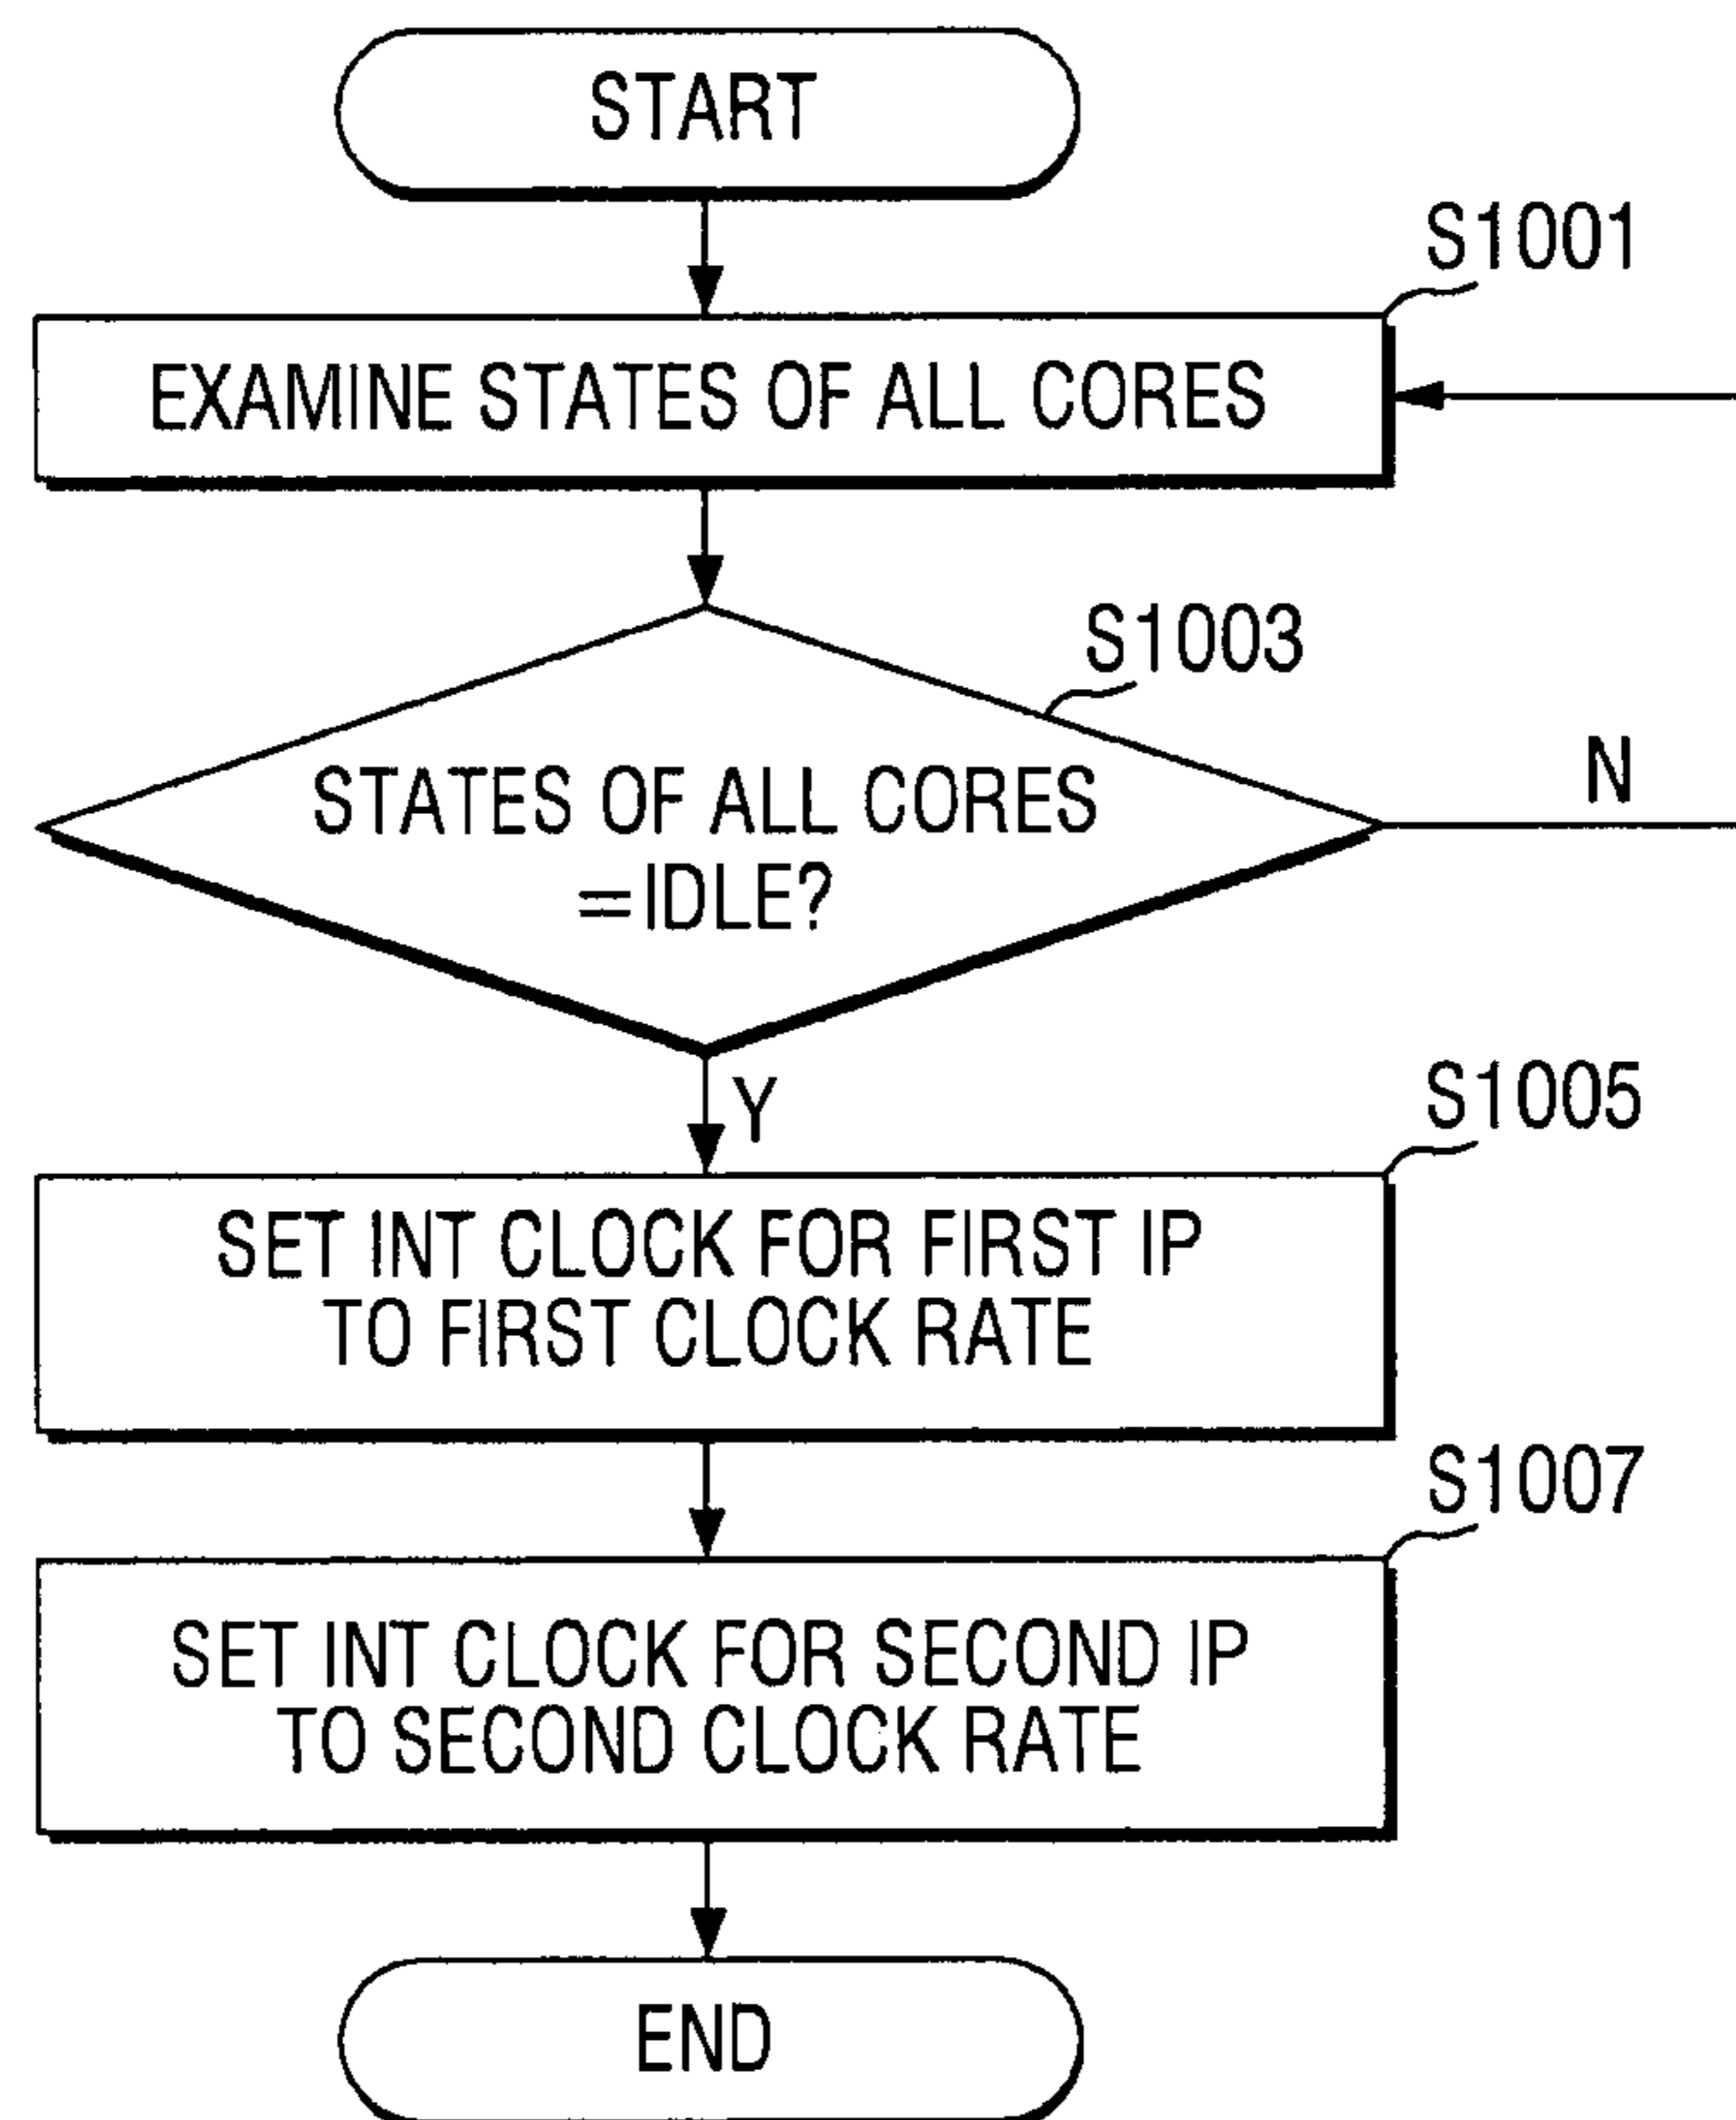 START
S1001
EXAMINE STATES OF ALL CORES
S1003
STATES OF ALL CORES
=IDLE?
N
Y
S1005
SET INT CLOCK FOR FIRST IP
TO FIRST CLOCK RATE
S1007
SET INT CLOCK FOR SECOND IP
TO SECOND CLOCK RATE
END